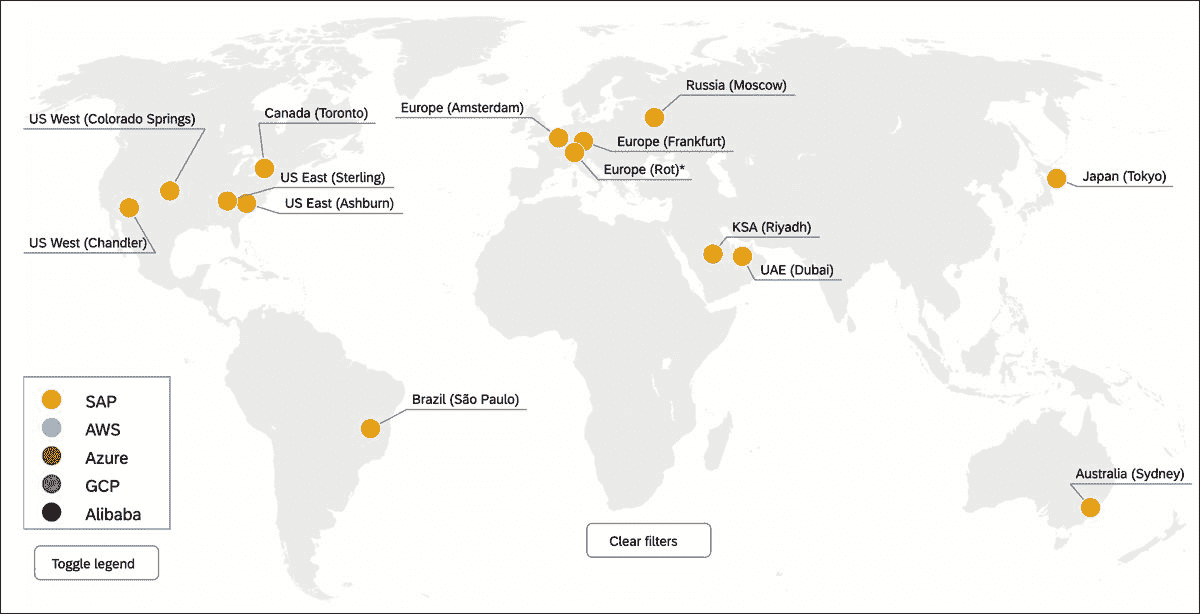 Russia (Moscow)
Europe (Amsterdam)
US West (Colorado Springs)
Canada (Toronto)
Europe (Frankfurt)
Europe (Rot)*
US East (Sterling)
Japan (Tokyo)
US East (Ashburn)
KSA (Riyadh)
US West (Chandler)
UAE (Dubai)
Brazil (São Paulo)
SAP
AWS
Azure
GCP
Alibaba
Australia (Sydney)
Clear filters
Toggle legend